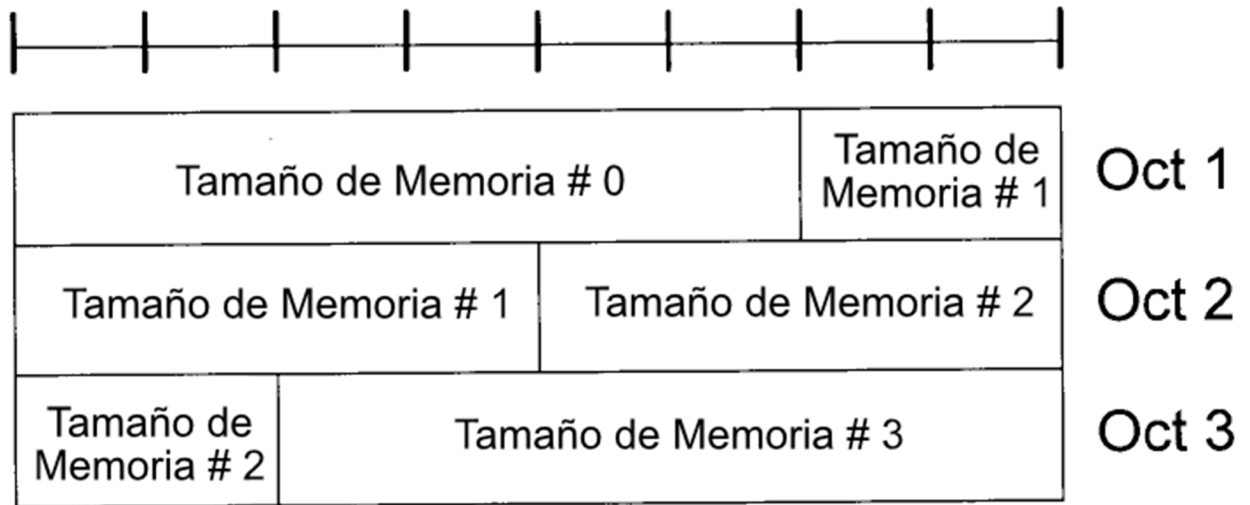 Tamaño de Memoria # 0
Tamaño de
Memoria # 1
Oct 1
Tamaño de Memoria # 1
Tamaño de Memoria # 2
Oct 2
Tamaño de
Memoria # 2
Tamaño de Memoria # 3
Oct 3